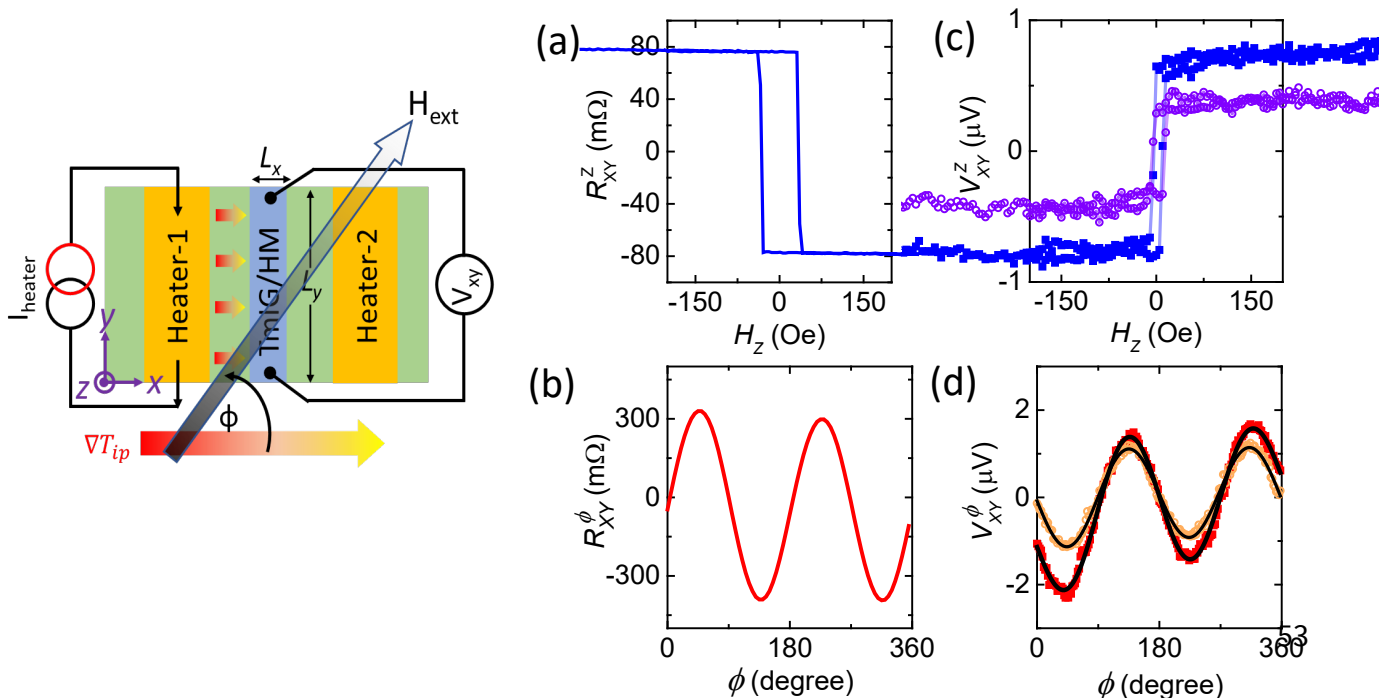 H_ext
L_x
I_heater
Heater-1
TmIG/HM
L_y
Heater-2
V_xy
y
z
x
ϕ
∇T_ip
(a)
80
40
0
-40
-80
R^z_XY (mΩ)
-150 0 150
H_z (Oe)
(c)
1
0
-1
V^z_XY (μV)
-150 0 150
H_z (Oe)
(b)
300
0
-300
R^ϕ_XY (mΩ)
0 180 360
ϕ (degree)
(d)
2
0
-2
V^ϕ_XY (μV)
0 180 360
53
ϕ (degree)